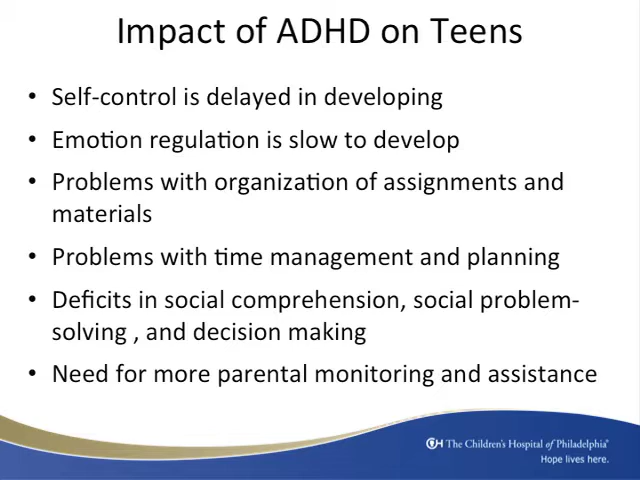 Impact of ADHD on Teens
• Self-control is delayed in developing
• Emotion regulation is slow to develop
• Problems with organization of assignments and
materials
• Problems with time management and planning
• Deficits in social comprehension, social problem-
solving , and decision making
• Need for more parental monitoring and assistance
CH The Children's Hospital of Philadelphia®
Hope lives here.